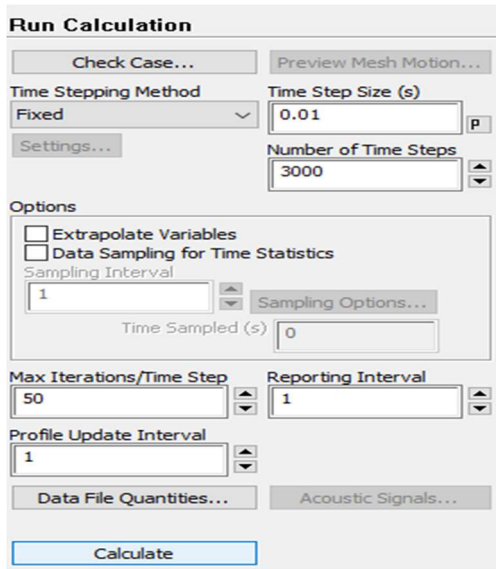 Run Calculation
Check Case... Preview Mesh Motion...
Time Stepping Method Time Step Size (s)
Fixed 0.01 P
Settings... Number of Time Steps
3000
Options
Extrapolate Variables
Data Sampling for Time Statistics
Sampling Interval
1 Sampling Options...
Time Sampled (s) 0
Max Iterations/Time Step Reporting Interval
50 1
Profile Update Interval
1
Data File Quantities... Acoustic Signals...
Calculate